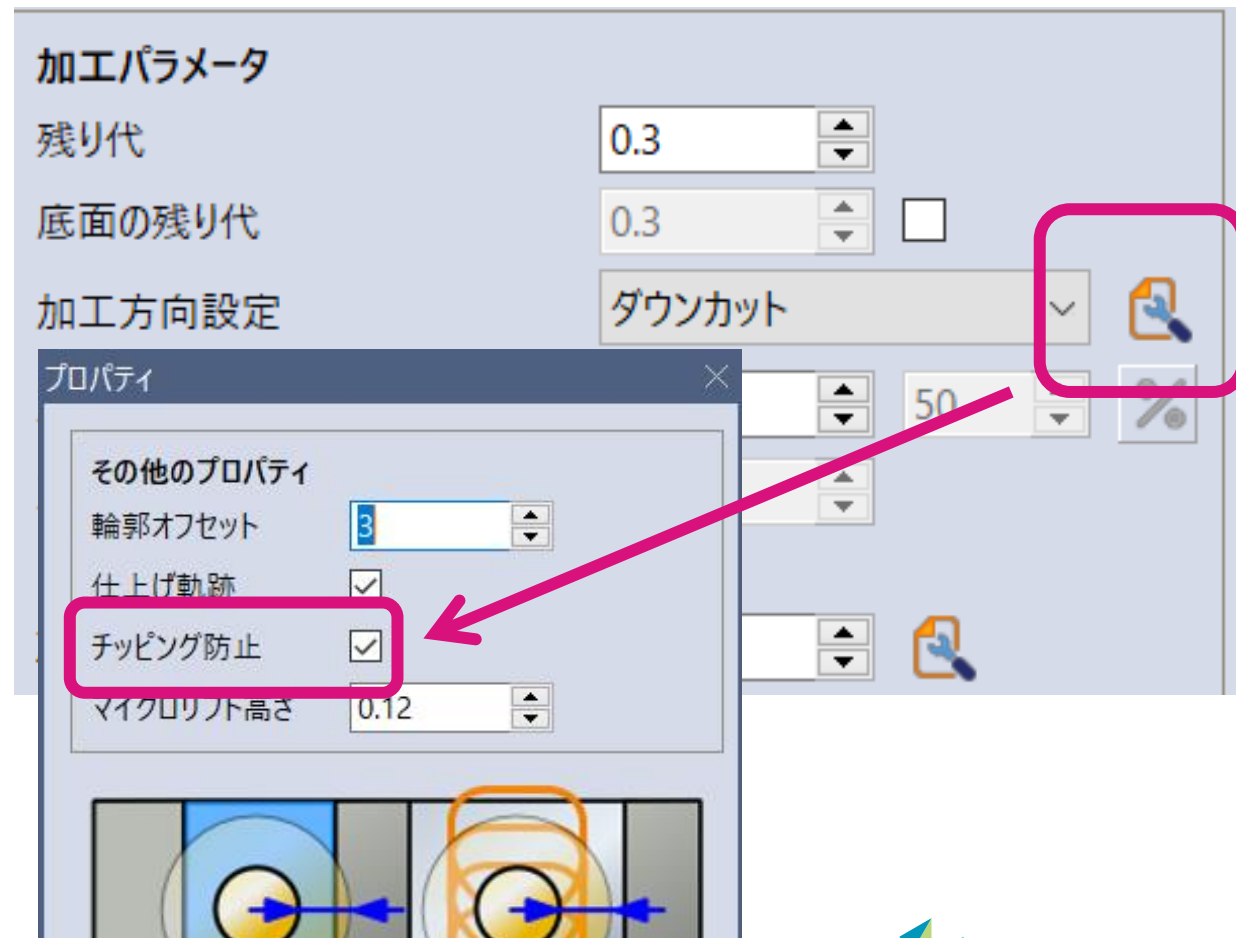 加工パラメータ
残り代 0.3
底面の残り代 0.3
加工方向設定 ダウンカット
プロパティ
50 %
その他のプロパティ
輪郭オフセット 3
仕上げ軌跡
チッピング防止
マイクロリフト高さ 0.12